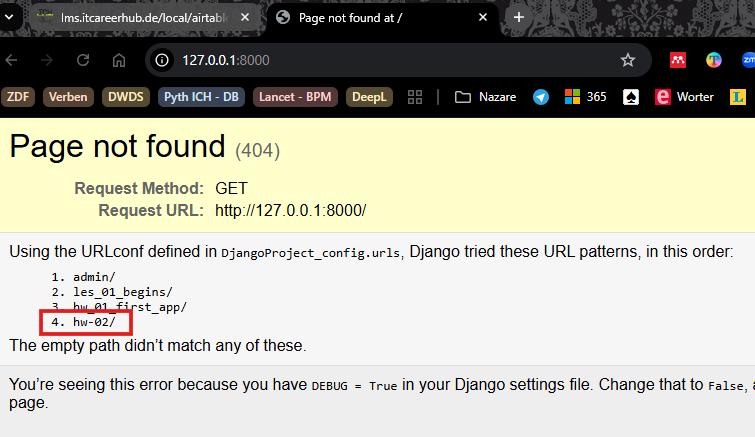 lms.itcareerhub.de/local/airtabl
Page not found at /
127.0.0.1:8000
ZDF
Verben
DWDS
Pyth ICH - DB
Lancet - BPM
DeepL
Nazare
365
e Worter
L
Page not found (404)
Request Method: GET
Request URL: http://127.0.0.1:8000/
Using the URLconf defined in DjangoProject_config.urls, Django tried these URL patterns, in this order:
1. admin/
2. les_01_begins/
3. hw_01_first_app/
4. hw-02/
The empty path didn't match any of these.
You're seeing this error because you have DEBUG = True in your Django settings file. Change that to False, a
page.